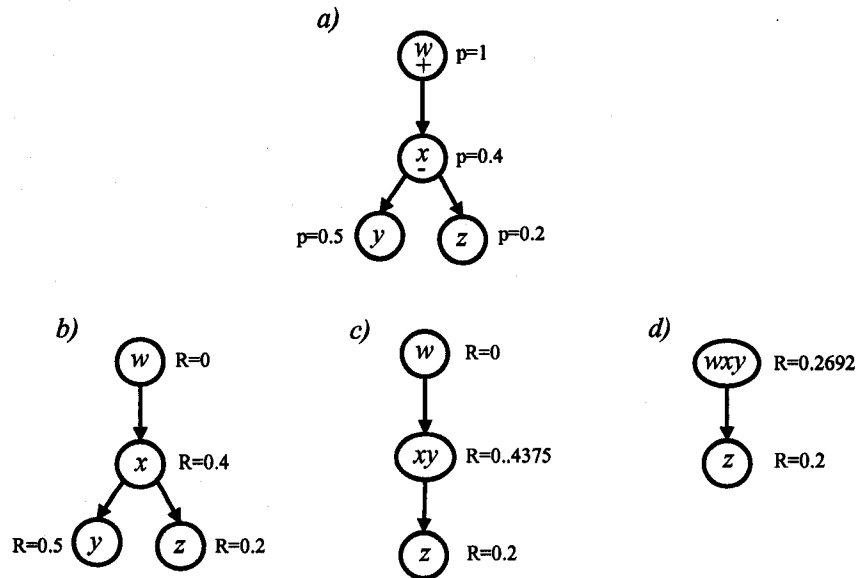 a)
w
+
p=1
x
-
p=0.4
p=0.5
y
z
p=0.2
b)
w
R=0
x
R=0.4
R=0.5
y
z
R=0.2
c)
w
R=0
xy
R=0..4375
z
R=0.2
d)
wxy
R=0.2692
z
R=0.2